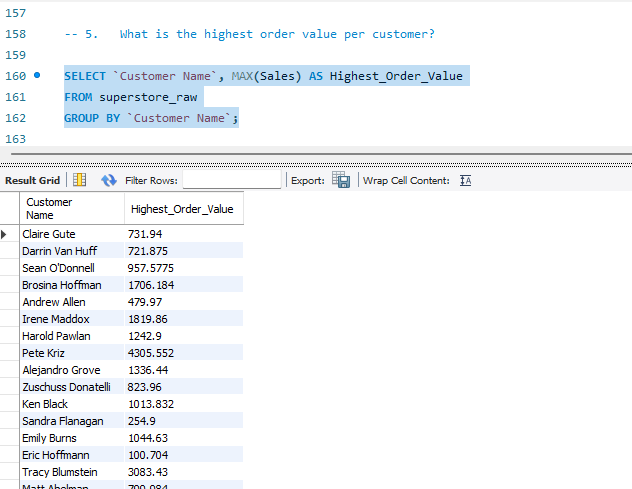 157
158 -- 5. What is the highest order value per customer?
159
160 SELECT `Customer Name`, MAX(Sales) AS Highest_Order_Value
161 FROM superstore_raw
162 GROUP BY `Customer Name`;
163
Result Grid Filter Rows: Export: Wrap Cell Content: IA
Customer
Name Highest_Order_Value
Claire Gute 731.94
Darrin Van Huff 721.875
Sean O'Donnell 957.5775
Brosina Hoffman 1706.184
Andrew Allen 479.97
Irene Maddox 1819.86
Harold Pawlan 1242.9
Pete Kriz 4305.552
Alejandro Grove 1336.44
Zuschuss Donatelli 823.96
Ken Black 1013.832
Sandra Flanagan 254.9
Emily Burns 1044.63
Eric Hoffmann 100.704
Tracy Blumstein 3083.43
Matt Abelman